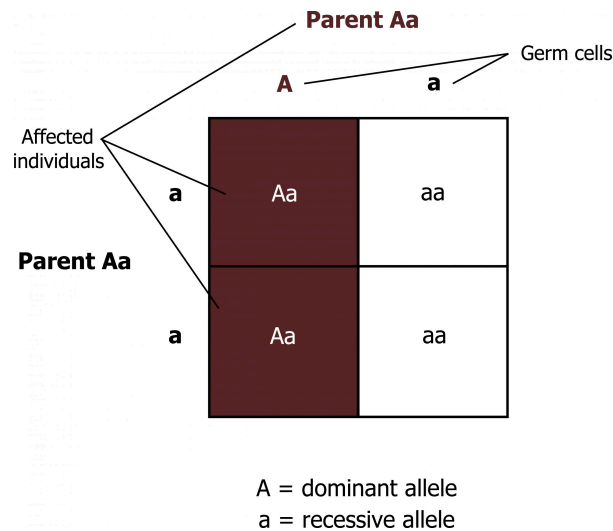 Parent Aa
Germ cells
A
a
Affected
individuals
a
Aa
aa
Parent Aa
a
Aa
aa
A = dominant allele
a = recessive allele